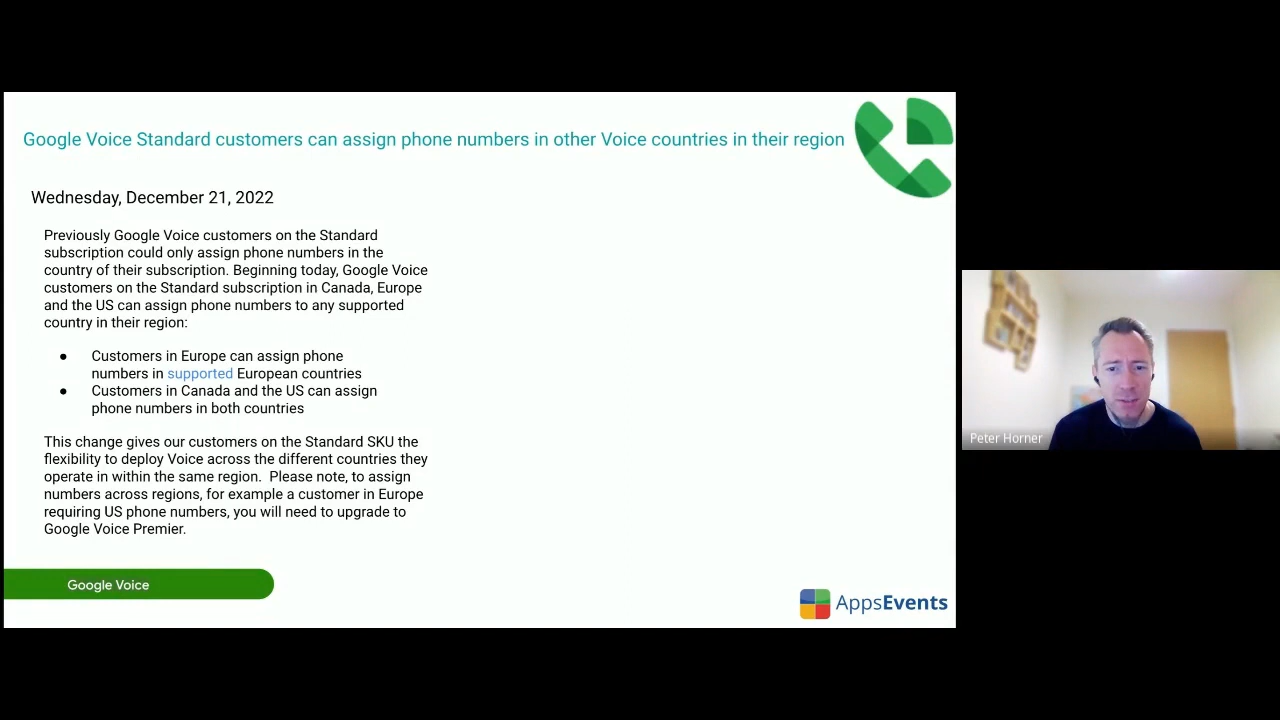 Google Voice Standard customers can assign phone numbers in other Voice countries in their region
Wednesday, December 21, 2022
Previously Google Voice customers on the Standard
subscription could only assign phone numbers in the
country of their subscription. Beginning today, Google Voice
customers on the Standard subscription in Canada, Europe
and the US can assign phone numbers to any supported
country in their region:
● Customers in Europe can assign phone
numbers in supported European countries
● Customers in Canada and the US can assign
phone numbers in both countries
This change gives our customers on the Standard SKU the
flexibility to deploy Voice across the different countries they
operate in within the same region.  Please note, to assign
numbers across regions, for example a customer in Europe
requiring US phone numbers, you will need to upgrade to
Google Voice Premier.
Google Voice
AppsEvents
Peter Horner